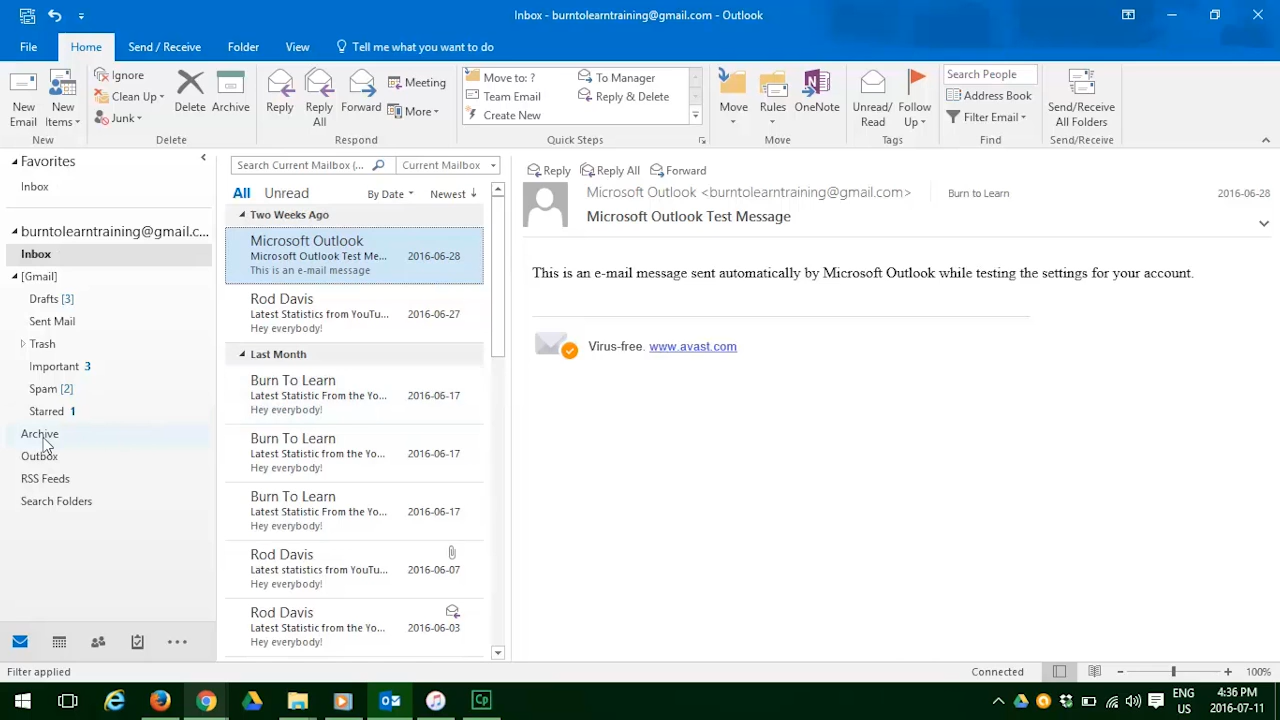 Inbox - burntolearntraining@gmail.com - Outlook
File Home Send / Receive Folder View Tell me what you want to do
New Email
New Items
Ignore
Clean Up
Junk
Delete
Archive
Reply
Reply All
Forward
Meeting
More
Move to: ?
Team Email
Create New
To Manager
Reply & Delete
Move
Rules
OneNote
Unread/ Read
Follow Up
Search People
Address Book
Filter Email
Send/Receive All Folders
New Delete Respond Quick Steps Move Tags Find Send/Receive
Favorites
Inbox
burntolearntraining@gmail.c...
Inbox
[Gmail]
Drafts [3]
Sent Mail
Trash
Important 3
Spam [2]
Starred 1
Archive
Outbox
RSS Feeds
Search Folders
Search Current Mailbox (... Current Mailbox
All Unread By Date Newest ↓
Two Weeks Ago
Microsoft Outlook
Microsoft Outlook Test Me... 2016-06-28
This is an e-mail message
Rod Davis
Latest Statistics from YouTu... 2016-06-27
Hey everybody!
Last Month
Burn To Learn
Latest Statistic From the Yo... 2016-06-17
Hey everybody!
Burn To Learn
Latest Statistic from the Yo... 2016-06-17
Hey everybody!
Burn To Learn
Latest Statistic from the Yo... 2016-06-17
Hey everybody!
Rod Davis
Latest statistics from YouTu... 2016-06-07
Hey everybody!
Rod Davis
Latest Statistic from the Yo... 2016-06-03
Hey everybody!
Reply Reply All Forward
Microsoft Outlook <burntolearntraining@gmail.com> Burn to Learn 2016-06-28
Microsoft Outlook Test Message
This is an e-mail message sent automatically by Microsoft Outlook while testing the settings for your account.
Virus-free. www.avast.com
Filter applied Connected 100%
ENG 4:36 PM
US 2016-07-11